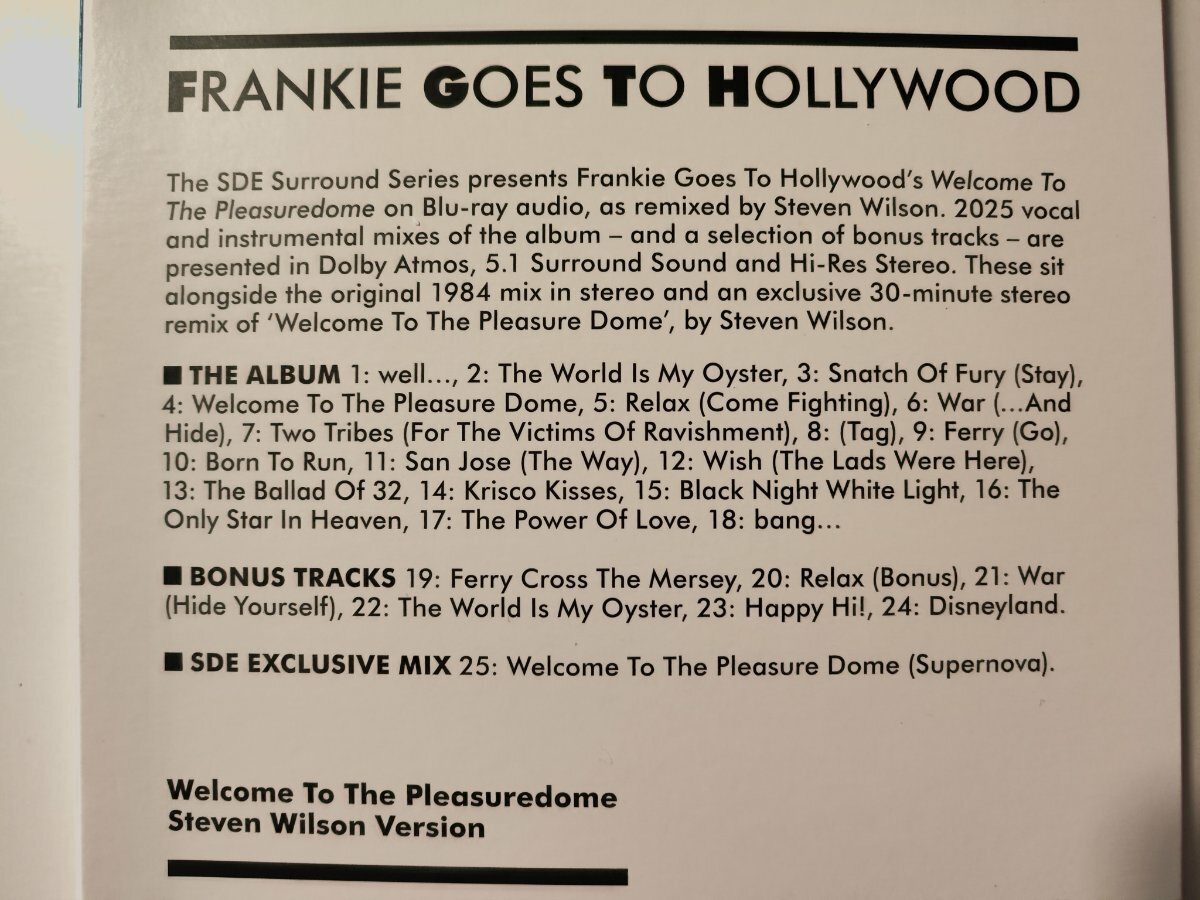 FRANKIE GOES TO HOLLYWOOD
The SDE Surround Series presents Frankie Goes To Hollywood's Welcome To
The Pleasuredome on Blu-ray audio, as remixed by Steven Wilson. 2025 vocal
and instrumental mixes of the album – and a selection of bonus tracks – are
presented in Dolby Atmos, 5.1 Surround Sound and Hi-Res Stereo. These sit
alongside the original 1984 mix in stereo and an exclusive 30-minute stereo
remix of 'Welcome To The Pleasure Dome', by Steven Wilson.
■ THE ALBUM 1: well..., 2: The World Is My Oyster, 3: Snatch Of Fury (Stay),
4: Welcome To The Pleasure Dome, 5: Relax (Come Fighting), 6: War (...And
Hide), 7: Two Tribes (For The Victims Of Ravishment), 8: (Tag), 9: Ferry (Go),
10: Born To Run, 11: San Jose (The Way), 12: Wish (The Lads Were Here),
13: The Ballad Of 32, 14: Krisco Kisses, 15: Black Night White Light, 16: The
Only Star In Heaven, 17: The Power Of Love, 18: bang...
■ BONUS TRACKS 19: Ferry Cross The Mersey, 20: Relax (Bonus), 21: War
(Hide Yourself), 22: The World Is My Oyster, 23: Happy Hi!, 24: Disneyland.
■ SDE EXCLUSIVE MIX 25: Welcome To The Pleasure Dome (Supernova).
Welcome To The Pleasuredome
Steven Wilson Version